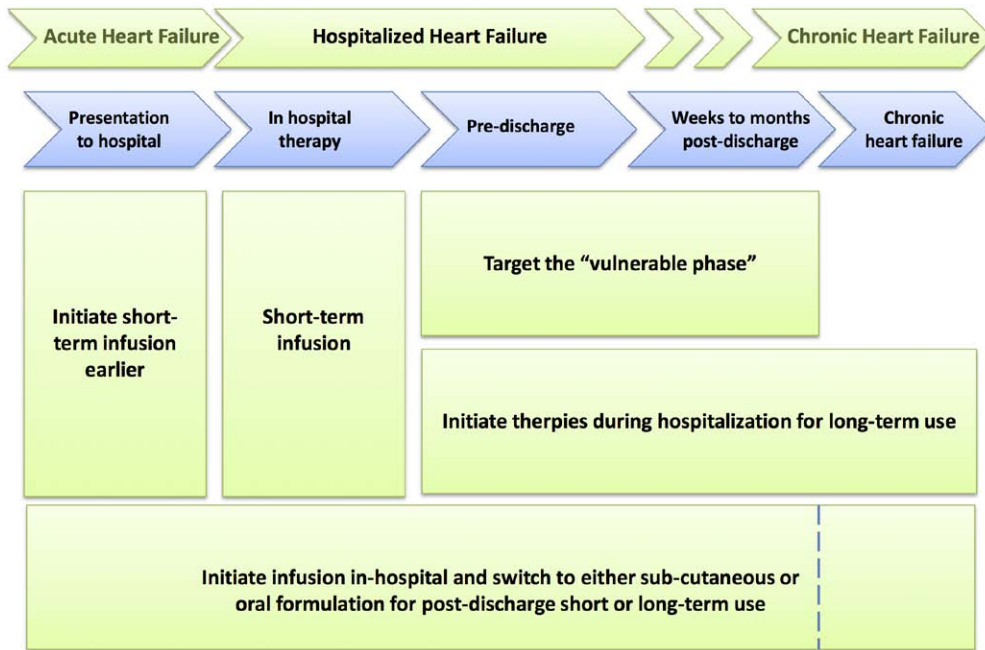 Acute Heart Failure
Hospitalized Heart Failure
Chronic Heart Failure
Presentation
to hospital
In hospital
therapy
Pre-discharge
Weeks to months
post-discharge
Chronic
heart failure
Initiate short-
term infusion
earlier
Short-term
infusion
Target the “vulnerable phase”
Initiate therpies during hospitalization for long-term use
Initiate infusion in-hospital and switch to either sub-cutaneous or
oral formulation for post-discharge short or long-term use